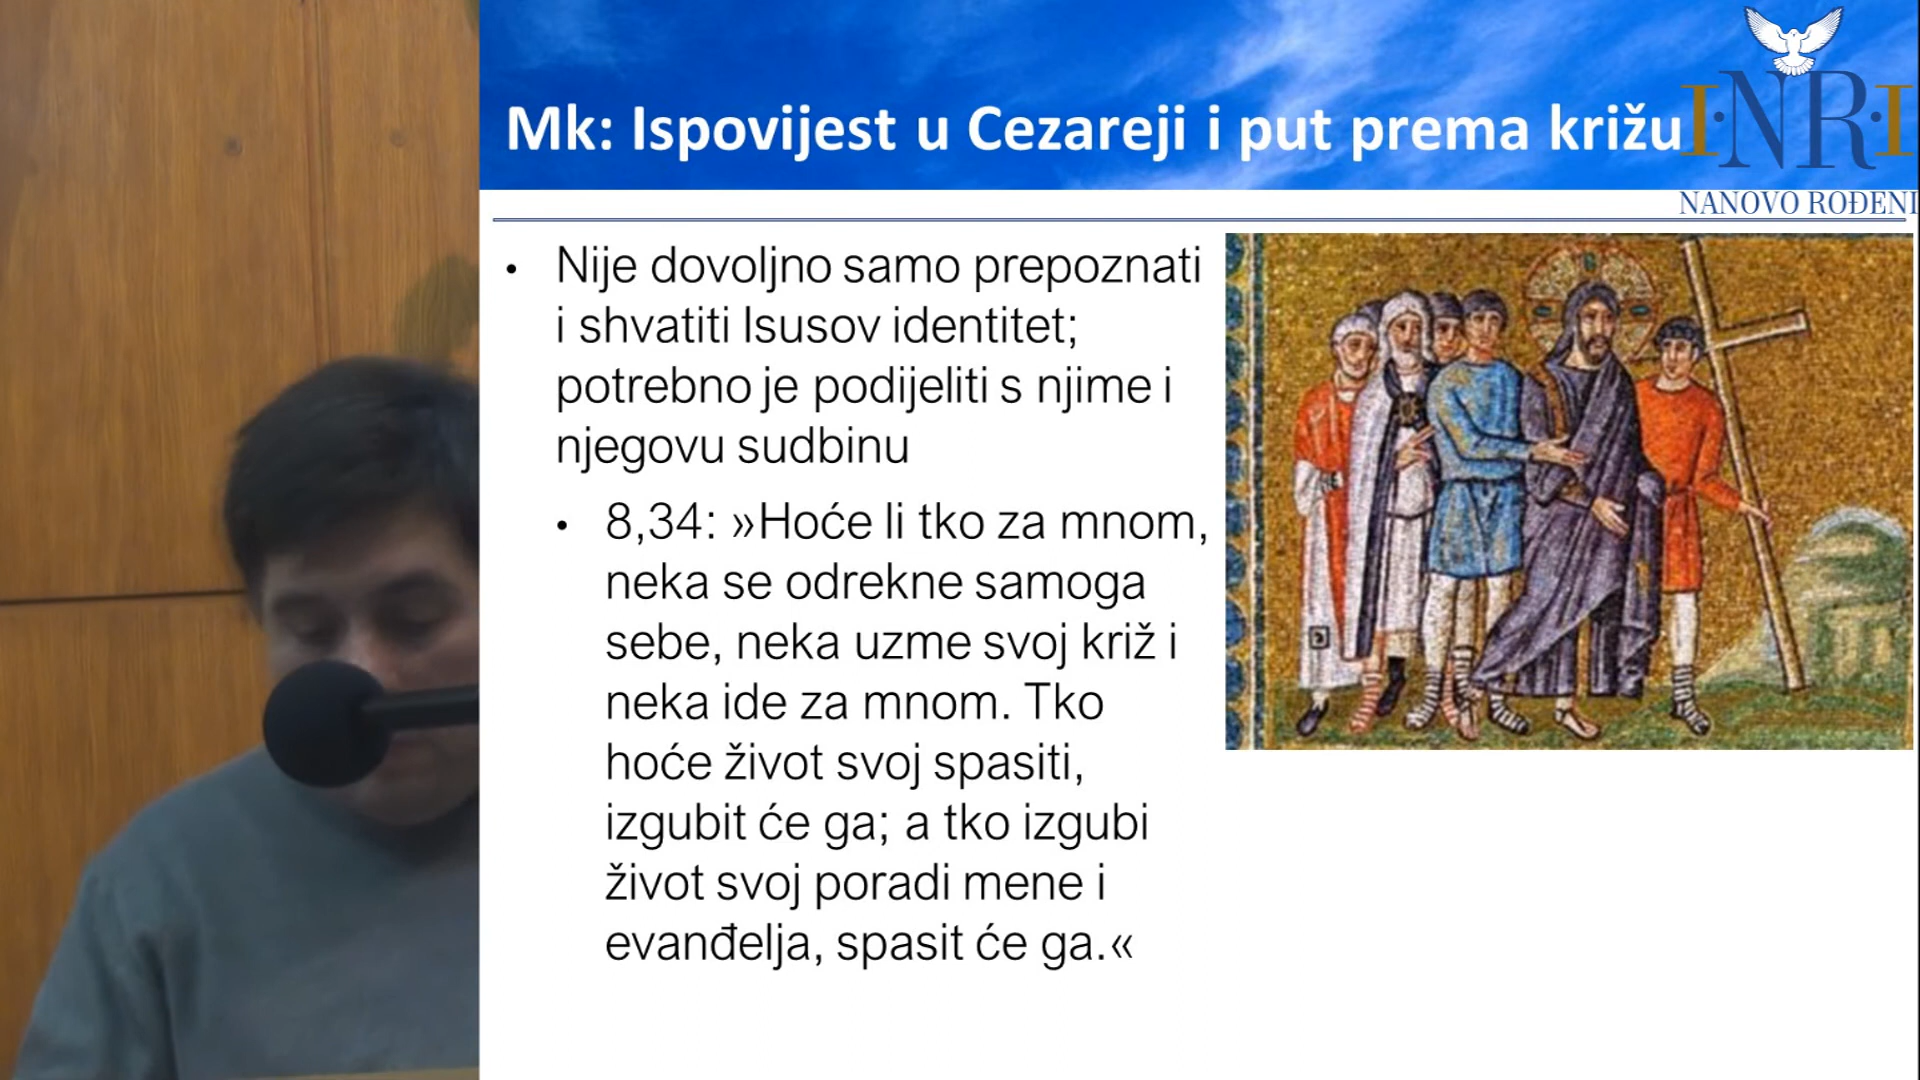 Mk: Ispovijest u Cezareji i put prema križu
I·NR·I
NANOVO ROĐENI
• Nije dovoljno samo prepoznati
i shvatiti Isusov identitet;
potrebno je podijeliti s njime i
njegovu sudbinu
• 8,34: »Hoće li tko za mnom,
neka se odrekne samoga
sebe, neka uzme svoj križ i
neka ide za mnom. Tko
hoće život svoj spasiti,
izgubit će ga; a tko izgubi
život svoj poradi mene i
evanđelja, spasit će ga.«